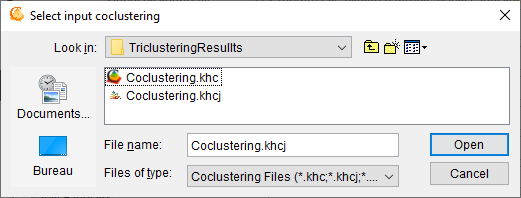 Select input coclustering
Look in: TriclusteringResullts
Coclustering.khc
Coclustering.khcj
Documents...
Bureau
File name: Coclustering.khcj Open
Files of type: Coclustering Files (*.khc;*.khcj;*.... Cancel